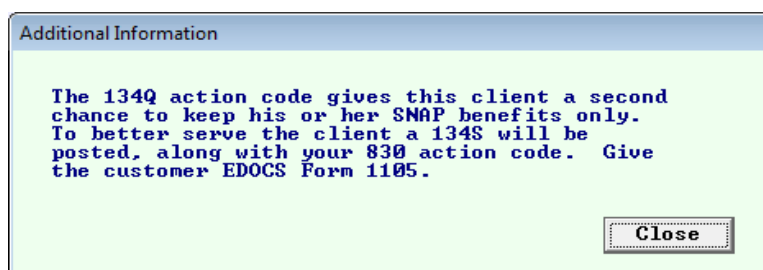 Additional Information
The 134Q action code gives this client a second
chance to keep his or her SNAP benefits only.
To better serve the client a 134S will be
posted, along with your 830 action code.  Give
the customer EDOCS Form 1105.
Close